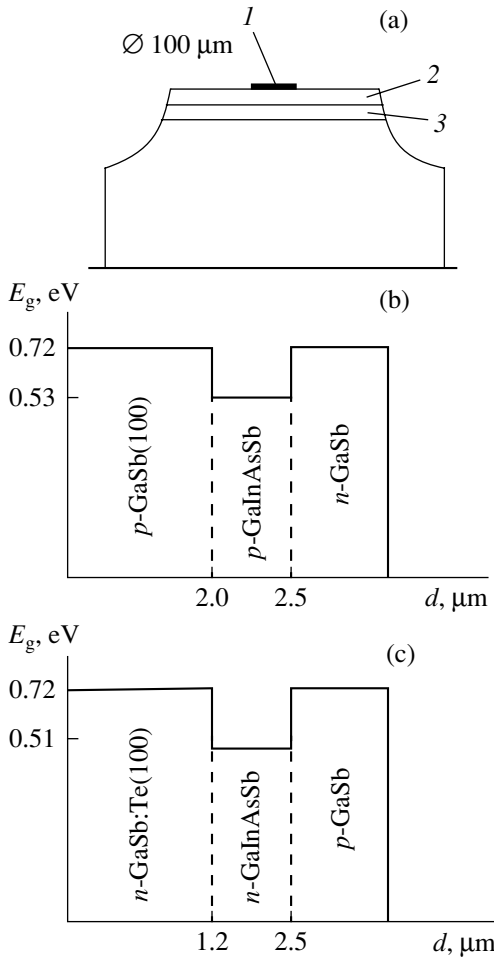 1
(a)
∅ 100 μm
2
3
E_g, eV
(b)
0.72
0.53
p-GaSb(100)
p-GaInAsSb
n-GaSb
2.0
2.5
d, μm
E_g, eV
(c)
0.72
0.51
n-GaSb:Te(100)
n-GaInAsSb
p-GaSb
1.2
2.5
d, μm